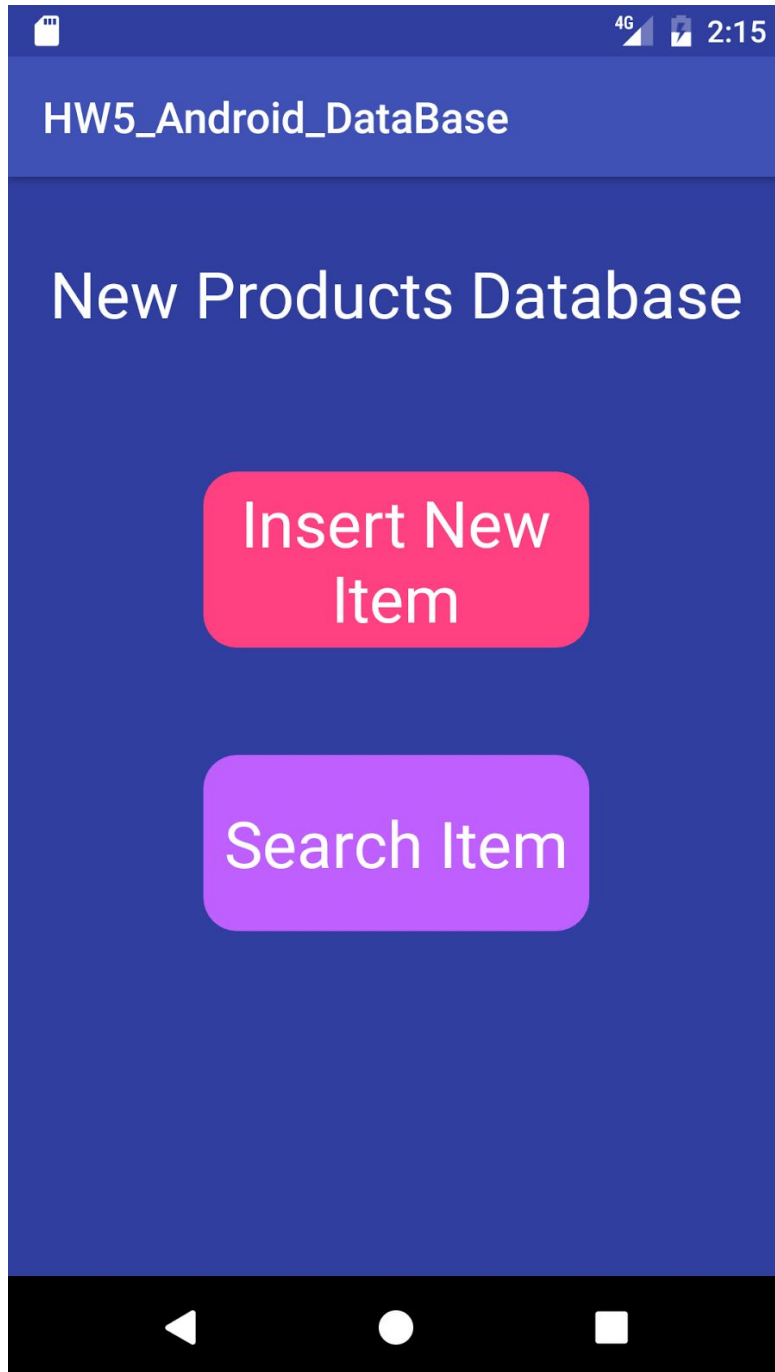 4G 2:15
HW5_Android_DataBase
New Products Database
Insert New
Item
Search Item